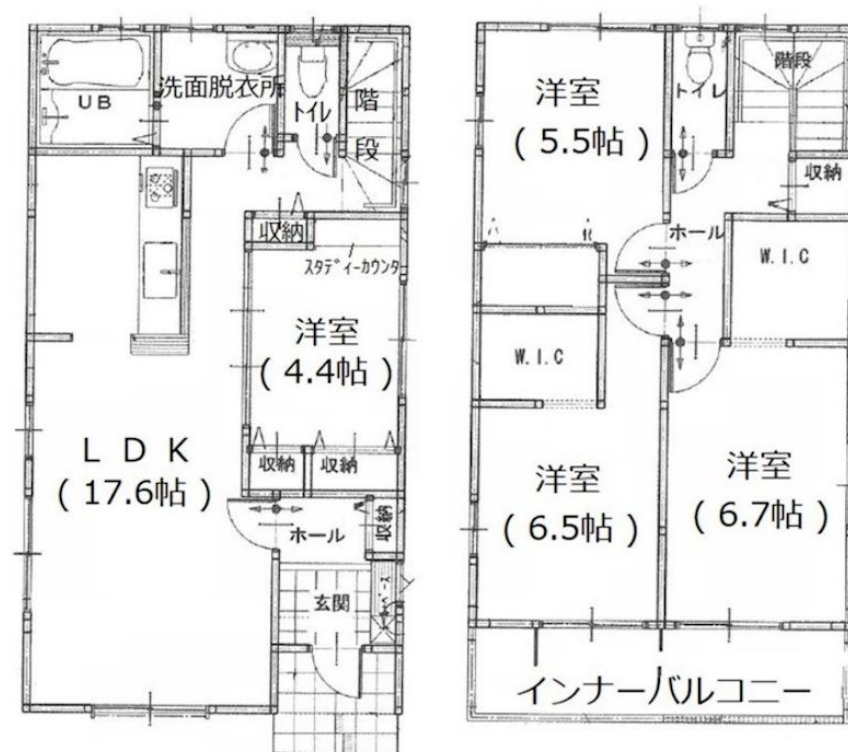 UB
洗面脱衣所
トイレ
階段
収納
スタディーカウンタ
洋室
( 4.4帖 )
LDK
( 17.6帖 )
収納
収納
ホール
収納
玄関
洋室
( 5.5帖 )
トイレ
階段
収納
ホール
W.I.C
W.I.C
洋室
( 6.5帖 )
洋室
( 6.7帖 )
インナーバルコニー